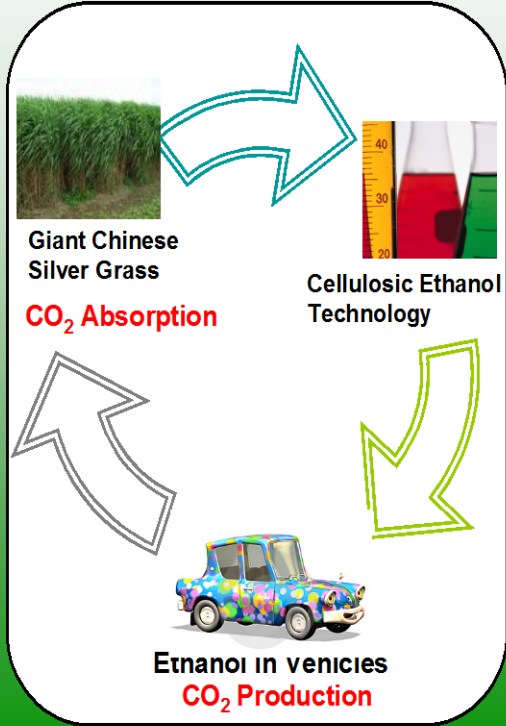 40
30
20
Giant Chinese
Silver Grass
CO₂ Absorption
Cellulosic Ethanol
Technology
Ethanol in Vehicles
CO₂ Production